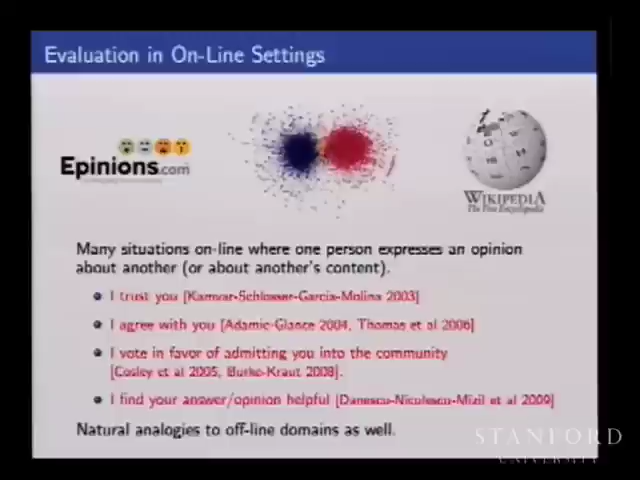 Evaluation in On-Line Settings
Epinions.com
WIKIPEDIA
The Free Encyclopedia
Many situations on-line where one person expresses an opinion
about another (or about another's content).
I trust you [Kamvar-Schlosser-Garcia-Molina 2003]
I agree with you [Adamic-Glance 2004, Thomas et al 2006]
I vote in favor of admitting you into the community
[Cosley et al 2005, Burke-Kraut 2008].
I find your answer/opinion helpful [Danescu-Niculescu-Mizil et al 2009]
Natural analogies to off-line domains as well.
STANFORD
UNIVERSITY